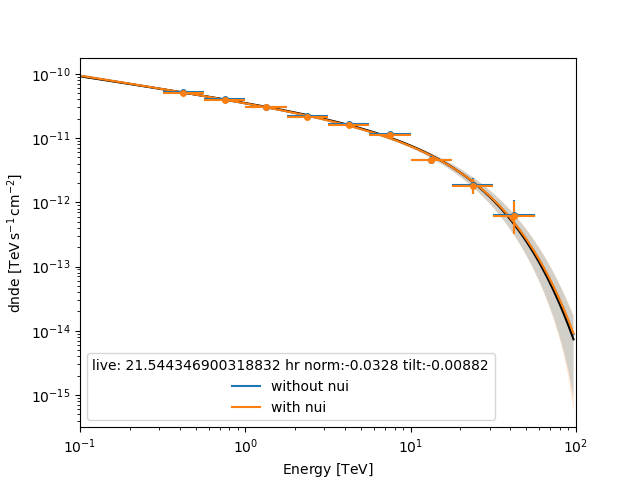 10⁻¹⁰
10⁻¹¹
10⁻¹²
10⁻¹³
10⁻¹⁴
10⁻¹⁵
dnde [TeV s⁻¹ cm⁻²]
live: 21.544346900318832 hr norm:-0.0328 tilt:-0.00882
without nui
with nui
10⁻¹ 10⁰ 10¹ 10²
Energy [TeV]